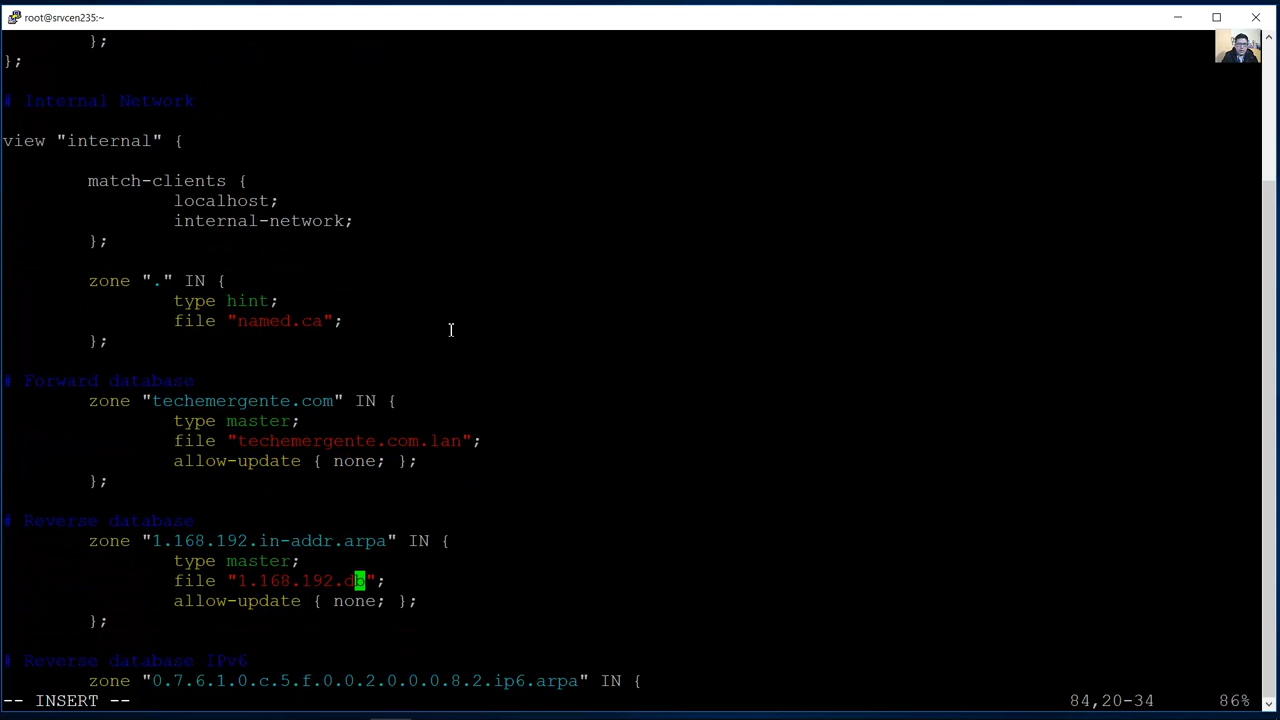 root@srvcen235:~
};
};
# Internal Network
view "internal" {
match-clients {
localhost;
internal-network;
};
zone "." IN {
type hint;
file "named.ca";
};
# Forward database
zone "techemergente.com" IN {
type master;
file "techemergente.com.lan";
allow-update { none; };
};
# Reverse database
zone "1.168.192.in-addr.arpa" IN {
type master;
file "1.168.192.db";
allow-update { none; };
};
# Reverse database IPv6
zone "0.7.6.1.0.c.5.f.0.0.2.0.0.0.8.2.ip6.arpa" IN {
-- INSERT -- 84,20-34 86%